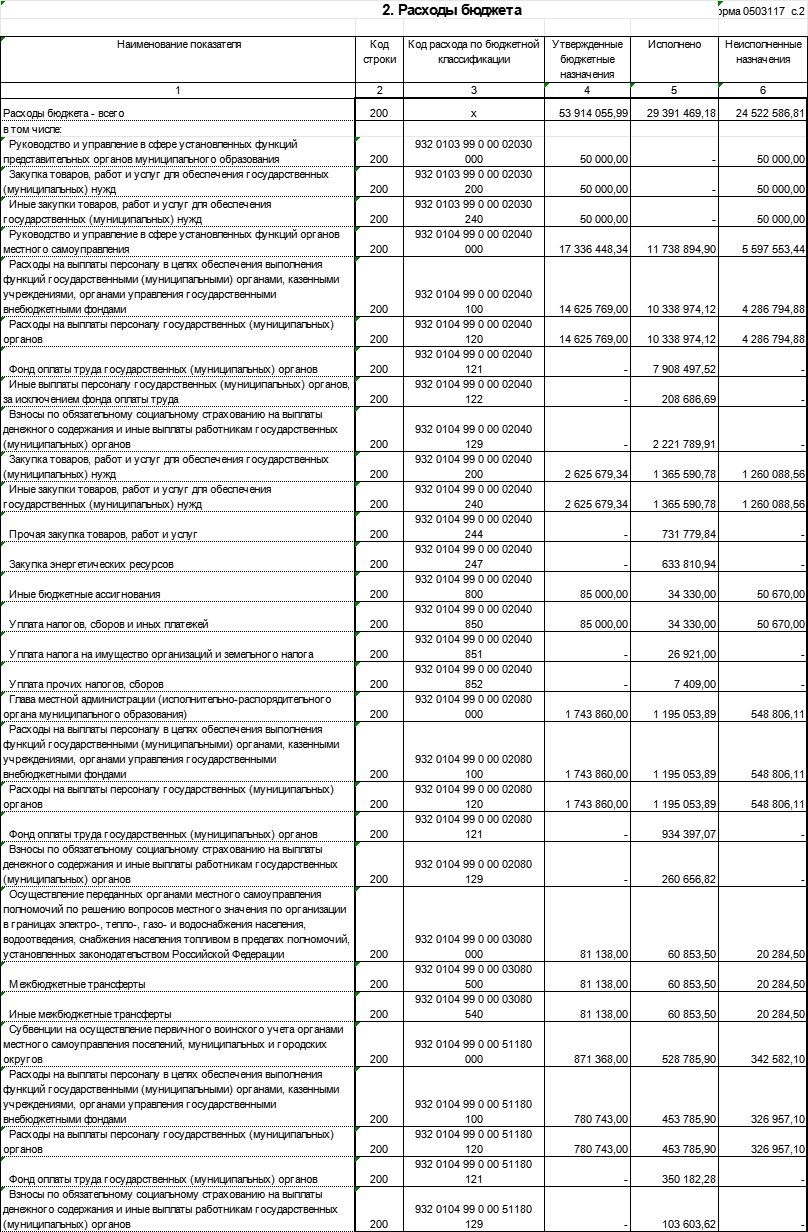 2. Расходы бюджета
орма 0503117 с.2
Наименование показателя
Код строки
Код расхода по бюджетной классификации
Утвержденные бюджетные назначения
Исполнено
Неисполненные назначения
1 2 3 4 5 6
Расходы бюджета - всего 200 x 53 914 055,99 29 391 469,18 24 522 586,81
в том числе:
Руководство и управление в сфере установленных функций
представительных органов муниципального образования 200 932 0103 99 0 00 02030 000 50 000,00 - 50 000,00
Закупка товаров, работ и услуг для обеспечения государственных
(муниципальных) нужд 200 932 0103 99 0 00 02030 200 50 000,00 - 50 000,00
Иные закупки товаров, работ и услуг для обеспечения
государственных (муниципальных) нужд 200 932 0103 99 0 00 02030 240 50 000,00 - 50 000,00
Руководство и управление в сфере установленных функций органов
местного самоуправления 200 932 0104 99 0 00 02040 000 17 336 448,34 11 738 894,90 5 597 553,44
Расходы на выплаты персоналу в целях обеспечения выполнения
функций государственными (муниципальными) органами, казенными
учреждениями, органами управления государственными
внебюджетными фондами 200 932 0104 99 0 00 02040 100 14 625 769,00 10 338 974,12 4 286 794,88
Расходы на выплаты персоналу государственных (муниципальных)
органов 200 932 0104 99 0 00 02040 120 14 625 769,00 10 338 974,12 4 286 794,88
Фонд оплаты труда государственных (муниципальных) органов 200 932 0104 99 0 00 02040 121 - 7 908 497,52 -
Иные выплаты персоналу государственных (муниципальных) органов,
за исключением фонда оплаты труда 200 932 0104 99 0 00 02040 122 - 208 686,69 -
Взносы по обязательному социальному страхованию на выплаты
денежного содержания и иные выплаты работникам государственных
(муниципальных) органов 200 932 0104 99 0 00 02040 129 - 2 221 789,91 -
Закупка товаров, работ и услуг для обеспечения государственных
(муниципальных) нужд 200 932 0104 99 0 00 02040 200 2 625 679,34 1 365 590,78 1 260 088,56
Иные закупки товаров, работ и услуг для обеспечения
государственных (муниципальных) нужд 200 932 0104 99 0 00 02040 240 2 625 679,34 1 365 590,78 1 260 088,56
Прочая закупка товаров, работ и услуг 200 932 0104 99 0 00 02040 244 - 731 779,84 -
Закупка энергетических ресурсов 200 932 0104 99 0 00 02040 247 - 633 810,94 -
Иные бюджетные ассигнования 200 932 0104 99 0 00 02040 800 85 000,00 34 330,00 50 670,00
Уплата налогов, сборов и иных платежей 200 932 0104 99 0 00 02040 850 85 000,00 34 330,00 50 670,00
Уплата налога на имущество организаций и земельного налога 200 932 0104 99 0 00 02040 851 - 26 921,00 -
Уплата прочих налогов, сборов 200 932 0104 99 0 00 02040 852 - 7 409,00 -
Глава местной администрации (исполнительно-распорядительного
органа муниципального образования) 200 932 0104 99 0 00 02080 000 1 743 860,00 1 195 053,89 548 806,11
Расходы на выплаты персоналу в целях обеспечения выполнения
функций государственными (муниципальными) органами, казенными
учреждениями, органами управления государственными
внебюджетными фондами 200 932 0104 99 0 00 02080 100 1 743 860,00 1 195 053,89 548 806,11
Расходы на выплаты персоналу государственных (муниципальных)
органов 200 932 0104 99 0 00 02080 120 1 743 860,00 1 195 053,89 548 806,11
Фонд оплаты труда государственных (муниципальных) органов 200 932 0104 99 0 00 02080 121 - 934 397,07 -
Взносы по обязательному социальному страхованию на выплаты
денежного содержания и иные выплаты работникам государственных
(муниципальных) органов 200 932 0104 99 0 00 02080 129 - 260 656,82 -
Осуществление переданных органами местного самоуправления
полномочий по решению вопросов местного значения по организации
в границах электро-, тепло-, газо- и водоснабжения населения,
водоотведения, снабжения населения топливом в пределах полномочий,
установленных законодательством Российской Федерации 200 932 0104 99 0 00 03080 000 81 138,00 60 853,50 20 284,50
Межбюджетные трансферты 200 932 0104 99 0 00 03080 500 81 138,00 60 853,50 20 284,50
Иные межбюджетные трансферты 200 932 0104 99 0 00 03080 540 81 138,00 60 853,50 20 284,50
Субвенции на осуществление первичного воинского учета органами
местного самоуправления поселений, муниципальных и городских
округов 200 932 0104 99 0 00 51180 000 871 368,00 528 785,90 342 582,10
Расходы на выплаты персоналу в целях обеспечения выполнения
функций государственными (муниципальными) органами, казенными
учреждениями, органами управления государственными
внебюджетными фондами 200 932 0104 99 0 00 51180 100 780 743,00 453 785,90 326 957,10
Расходы на выплаты персоналу государственных (муниципальных)
органов 200 932 0104 99 0 00 51180 120 780 743,00 453 785,90 326 957,10
Фонд оплаты труда государственных (муниципальных) органов 200 932 0104 99 0 00 51180 121 - 350 182,28 -
Взносы по обязательному социальному страхованию на выплаты
денежного содержания и иные выплаты работникам государственных
(муниципальных) органов 200 932 0104 99 0 00 51180 129 - 103 603,62 -